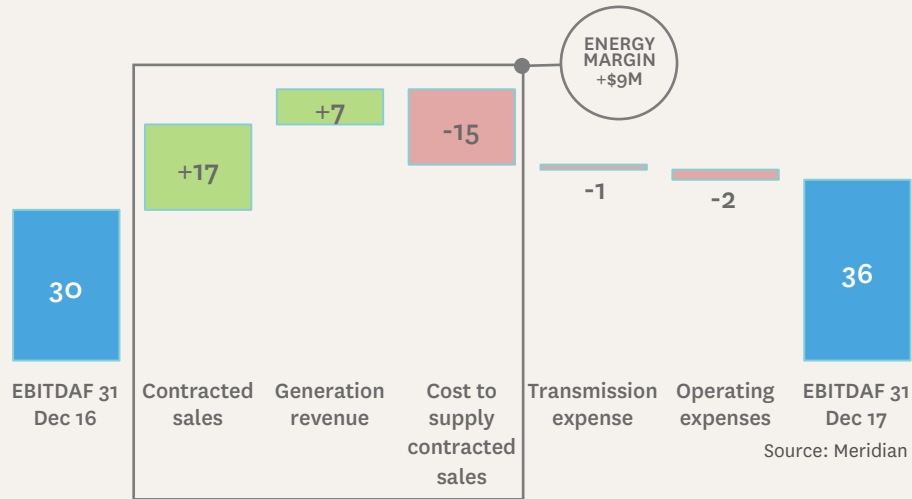 ENERGY
MARGIN
+$9M
+7
-15
+17
-1
-2
30
36
EBITDAF 31
Dec 16
Contracted
sales
Generation
revenue
Cost to
supply
contracted
sales
Transmission
expense
Operating
expenses
EBITDAF 31
Dec 17
Source: Meridian